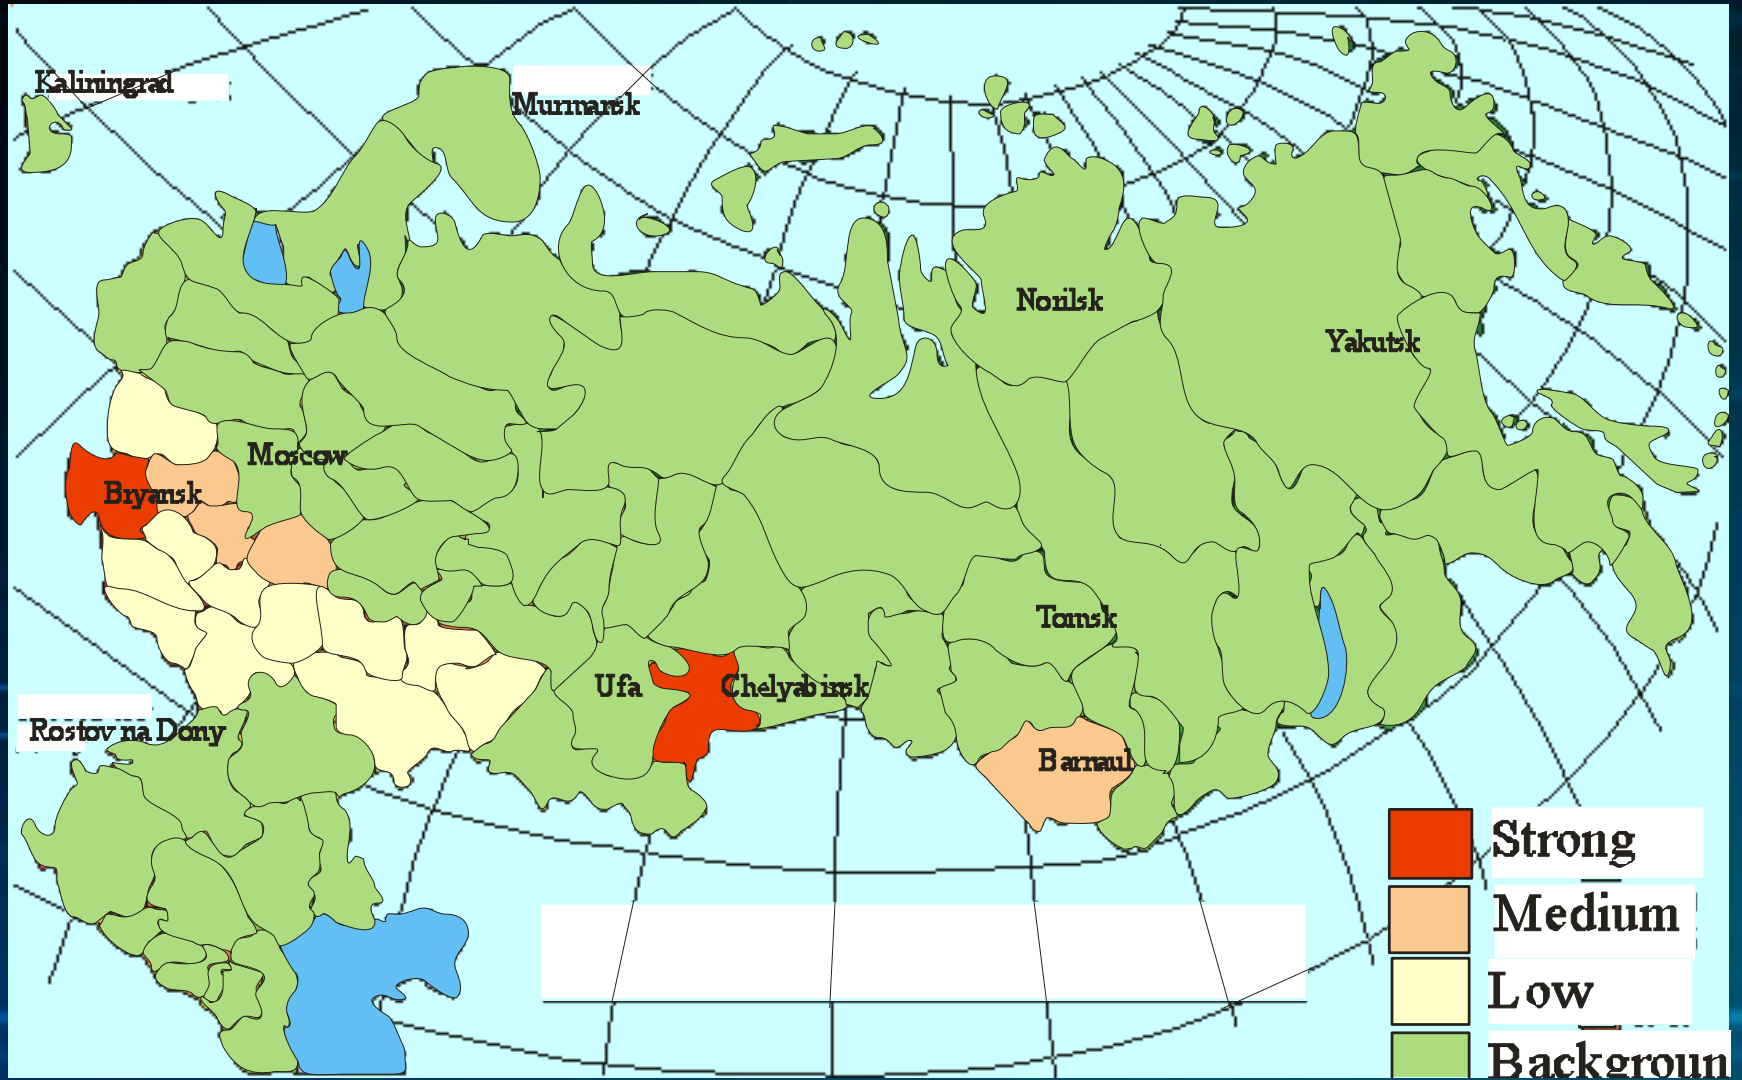 Kaliningrad
Murmansk
Norilsk
Yakutsk
Moscow
Bryansk
Tomsk
Ufa
Chelyabinsk
Rostov na Dony
Barnaul
Strong
Medium
Low
Backgroun